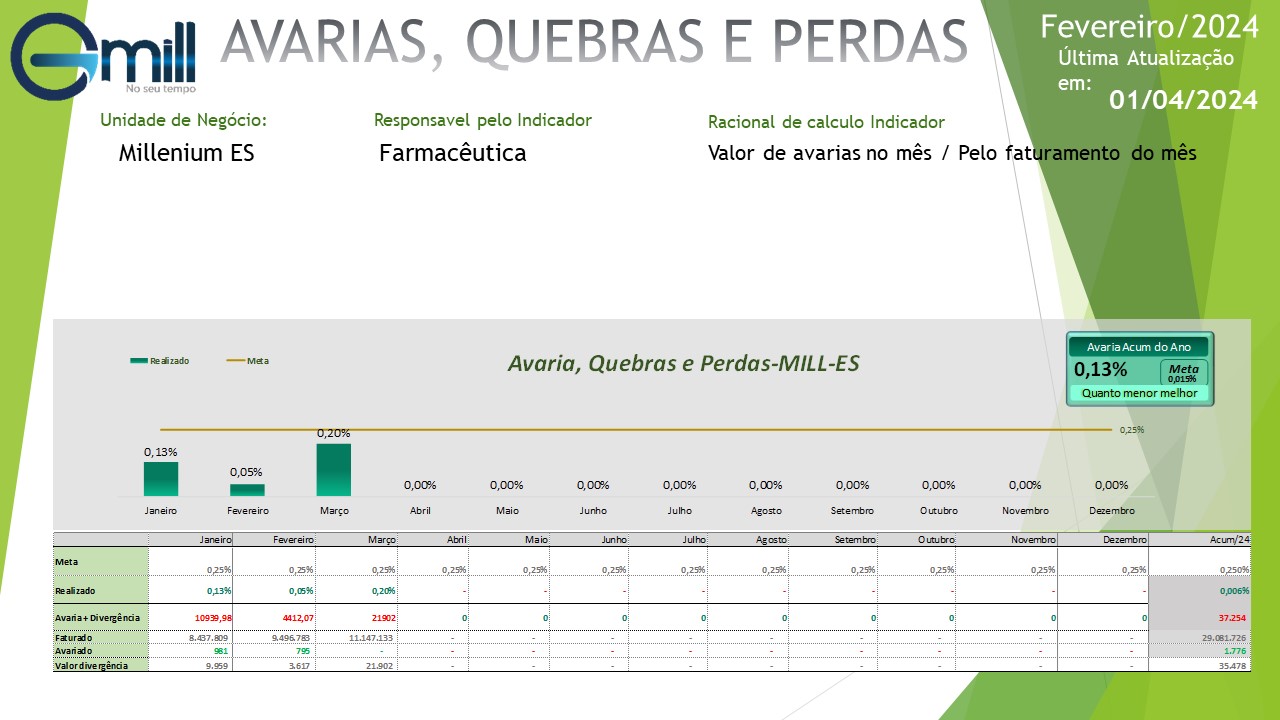 Gmill
No seu tempo
AVARIAS, QUEBRAS E PERDAS
Fevereiro/2024
Última Atualização
em: 01/04/2024
Unidade de Negócio: Responsavel pelo Indicador Racional de calculo Indicador
Millenium ES Farmacêutica Valor de avarias no mês / Pelo faturamento do mês
Realizado Meta
Avaria, Quebras e Perdas-MILL-ES
Avaria Acum do Ano
0,13% Meta
0,015%
Quanto menor melhor
0,25%
0,13% 0,05% 0,20% 0,00% 0,00% 0,00% 0,00% 0,00% 0,00% 0,00% 0,00% 0,00%
Janeiro Fevereiro Março Abril Maio Junho Julho Agosto Setembro Outubro Novembro Dezembro
Janeiro Fevereiro Março Abril Maio Junho Julho Agosto Setembro Outubro Novembro Dezembro Acum/24
Meta 0,25% 0,25% 0,25% 0,25% 0,25% 0,25% 0,25% 0,25% 0,25% 0,25% 0,25% 0,25% 0,250%
Realizado 0,13% 0,05% 0,20% - - - - - - - - - 0,006%
Avaria + Divergência 10939,98 4412,07 21902 0 0 0 0 0 0 0 0 0 37.254
Faturado 8.437.809 9.496.783 11.147.133 - - - - - - - - - 29.081.726
Avariado 981 795 - - - - - - - - - - 1.776
Valor divergência 9.959 3.617 21.902 - - - - - - - - - 35.478